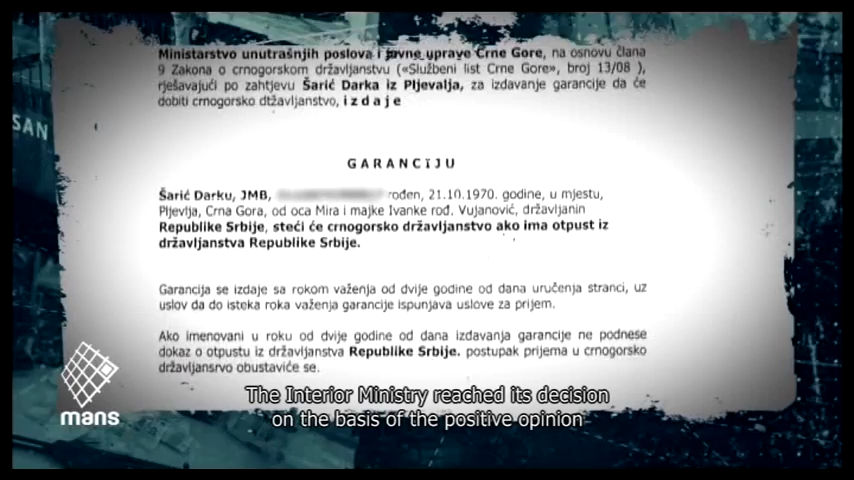 Ministarstvo unutrašnjih poslova i javne uprave Crne Gore, na osnovu člana
9 Zakona o crnogorskom državljanstvu («Službeni list Crne Gore», broj 13/08 ),
rješavajući po zahtjevu Šarić Darka iz Pljevalja, za izdavanje garancije da će
dobiti crnogorsko dtžavljanstvo, i z d a j e
G A R A N C I J U
Šarić Darku, JMB, rođen, 21.10.1970. godine, u mjestu,
Pljevlja, Crna Gora, od oca Mira i majke Ivanke rođ. Vujanović, državljanin
Republike Srbije, steći će crnogorsko državljanstvo ako ima otpust iz
državljanstva Republike Srbije.
Garancija se izdaje sa rokom važenja od dvije godine od dana uručenja stranci, uz
uslov da do isteka roka važenja garancije ispunjava uslove za prijem.
Ako imenovani u roku od dvije godine od dana izdavanja garancije ne podnese
dokaz o otpustu iz državljanstva Republike Srbije. postupak prijema u crnogorsko
državljansrvo obustaviće se.
SAN
mans
The Interior Ministry reached its decision
on the basis of the positive opinion